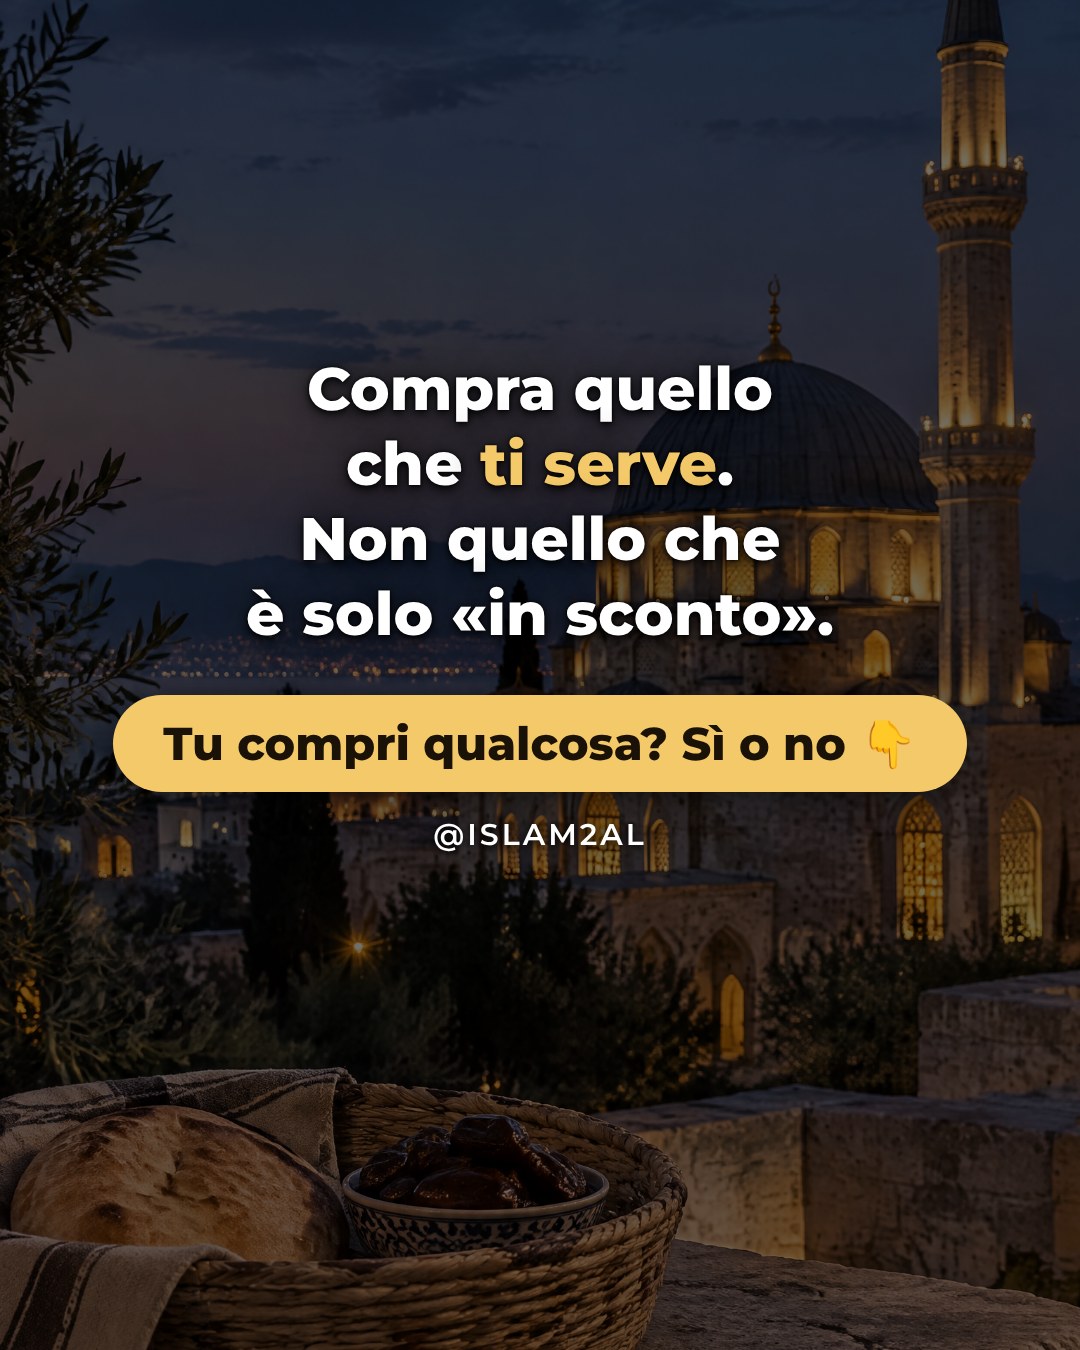 Compra quello
che ti serve.
Non quello che
è solo «in sconto».
Tu compri qualcosa? Sì o no 👇
@ISLAM2AL